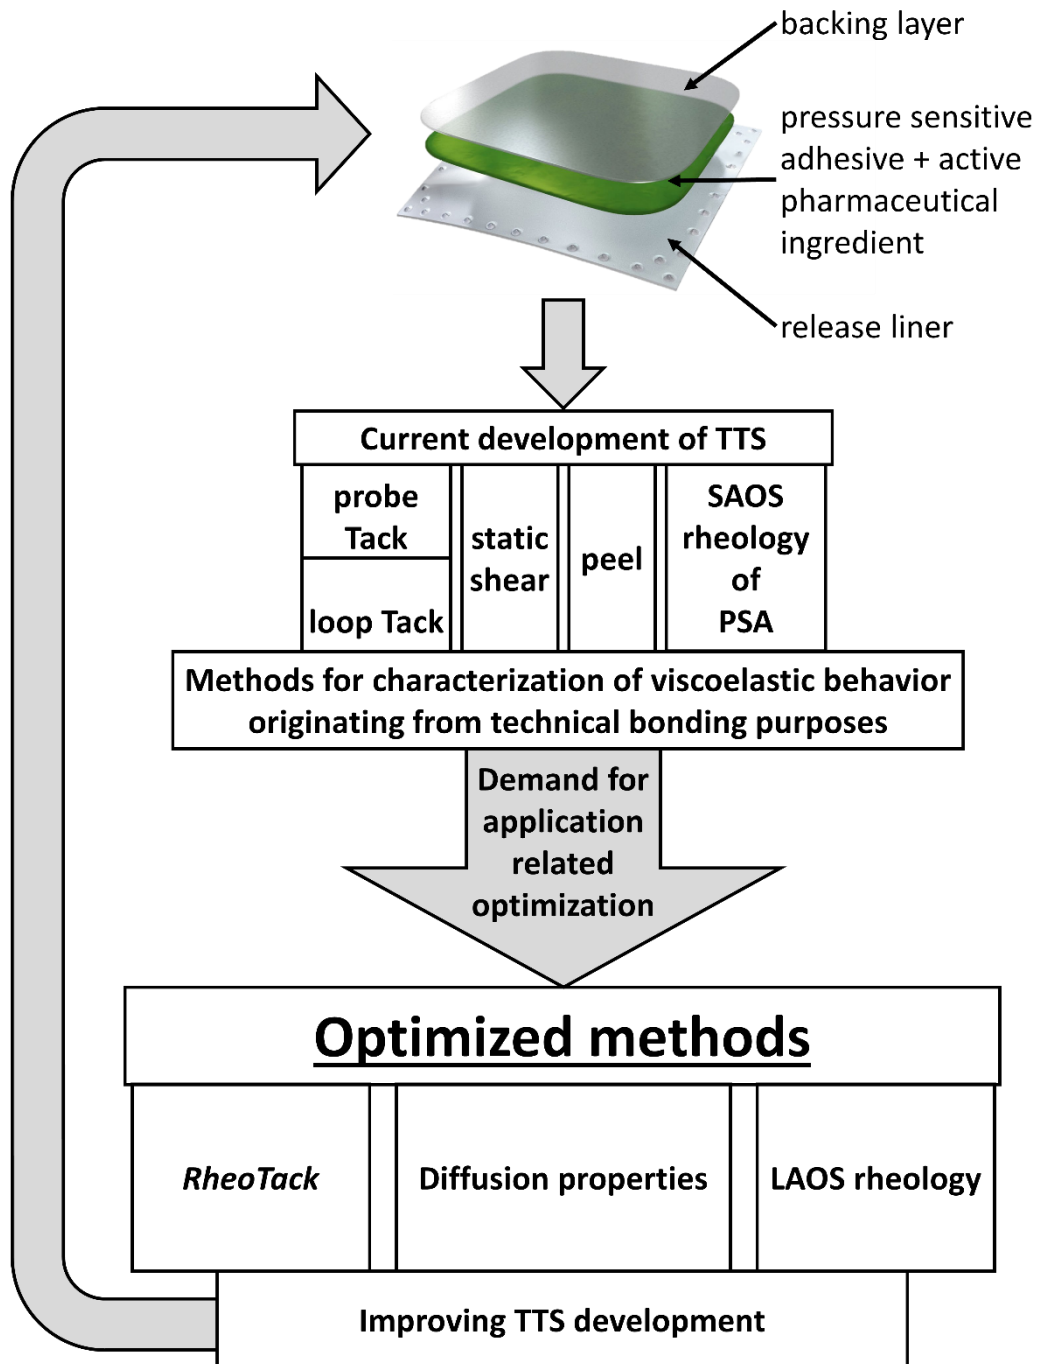 backing layer
pressure sensitive
adhesive + active
pharmaceutical
ingredient
release liner
Current development of TTS
probe
Tack
loop Tack
static
shear
peel
SAOS
rheology
of
PSA
Methods for characterization of viscoelastic behavior
originating from technical bonding purposes
Demand for
application
related
optimization
Optimized methods
RheoTack
Diffusion properties
LAOS rheology
Improving TTS development